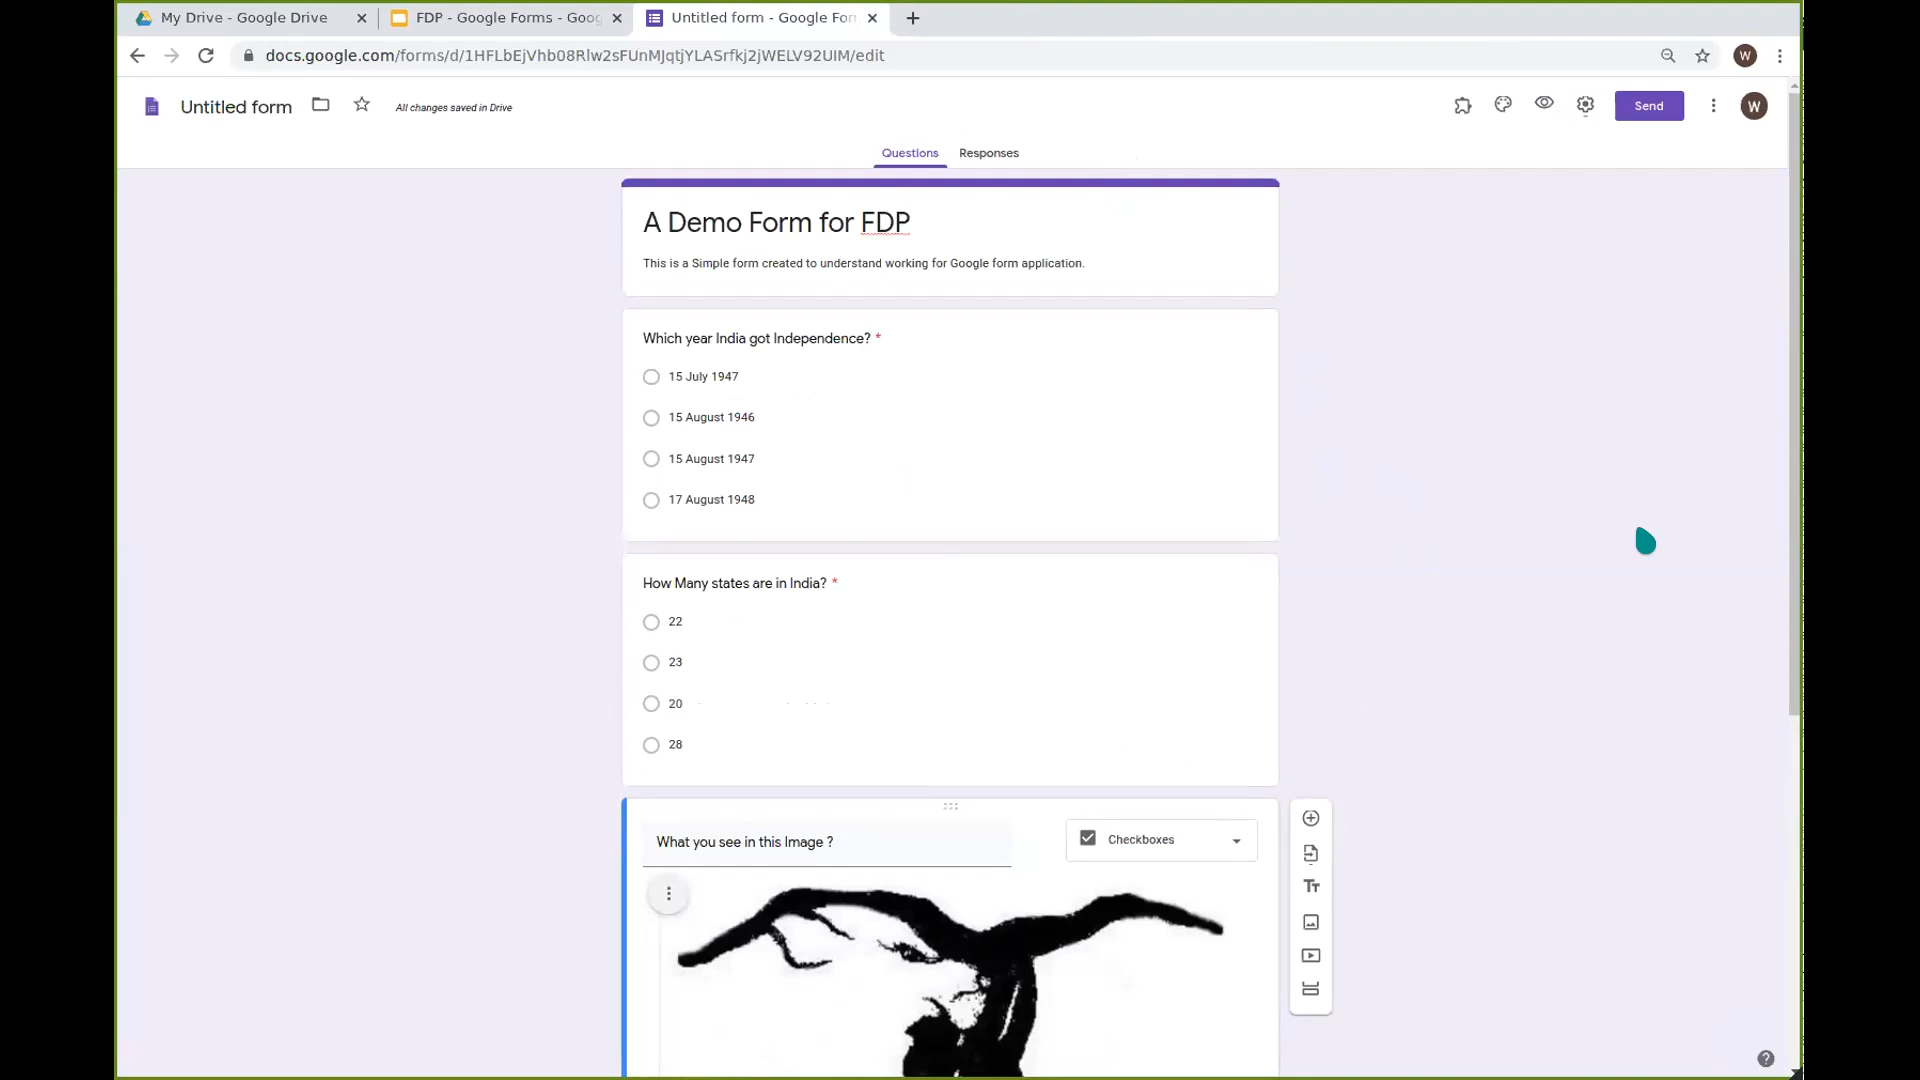 My Drive - Google Drive
FDP - Google Forms - Goog
Untitled form - Google For
docs.google.com/forms/d/1HFLbEjVhb08Rlw2sFUnMJqtjYLASrfkj2jWELV92UIM/edit
W
Untitled form
All changes saved in Drive
Send
W
Questions
Responses
A Demo Form for FDP
This is a Simple form created to understand working for Google form application.
Which year India got Independence? *
15 July 1947
15 August 1946
15 August 1947
17 August 1948
How Many states are in India? *
22
23
20
28
What you see in this Image ?
Checkboxes
Tт